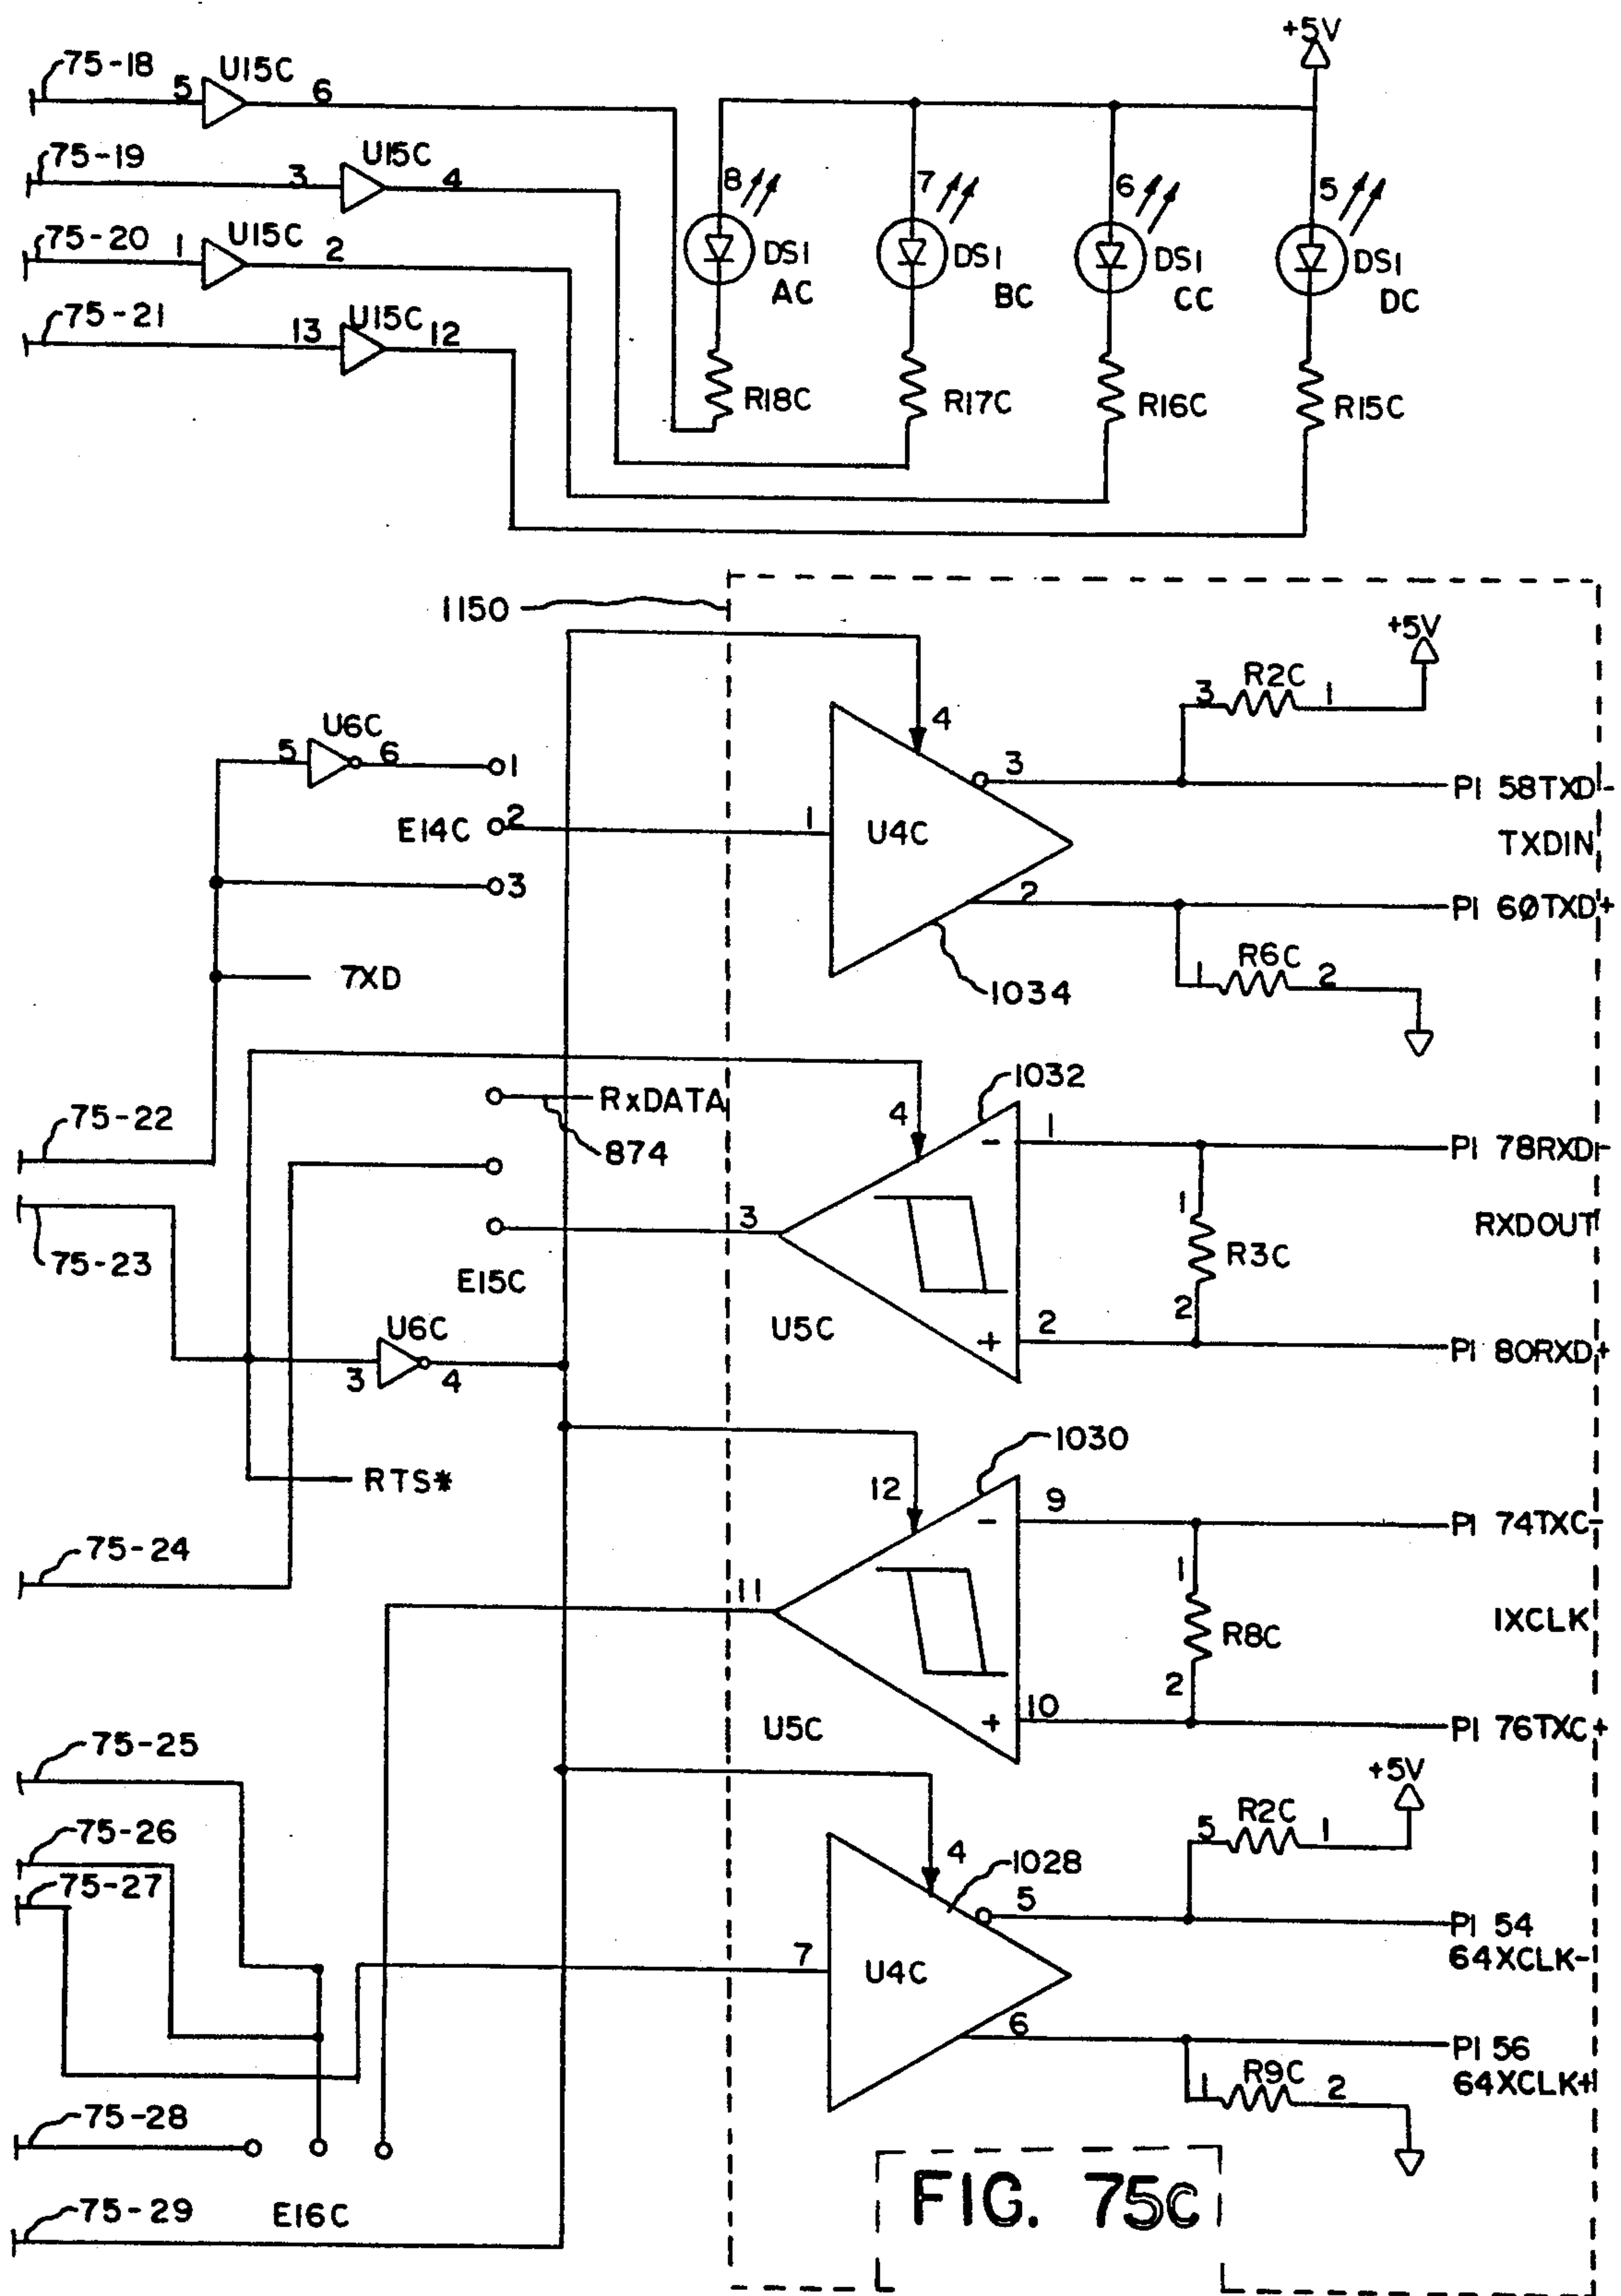 +5V
75-18
5
U15C
6
75-19
3
U15C
4
75-20
1
U15C
2
75-21
13
U15C
12
8
DS1
AC
7
DS1
BC
6
DS1
CC
5
DS1
DC
R18C
R17C
R16C
R15C
1150
+5V
3
R2C
1
U6C
5
6
1
4
3
P1 58TXD-
E14C
2
1
U4C
TXDIN
3
2
P1 60TXD+
7XD
1
R6C
2
1034
1032
RxDATA
4
-
1
P1 78RXD-
75-22
874
1
RXDOUT
3
R3C
75-23
E15C
2
U5C
+
2
P1 80RXD+
U6C
3
4
1030
RTS*
12
-
9
P1 74TXC-
75-24
1
11
1XCLK
R8C
2
U5C
+
10
P1 76TXC+
75-25
+5V
5
R2C
1
75-26
4
1028
75-27
5
P1 54
64XCLK-
7
U4C
6
P1 56
64XCLK+
1
R9C
2
75-28
75-29
E16C
FIG. 75C